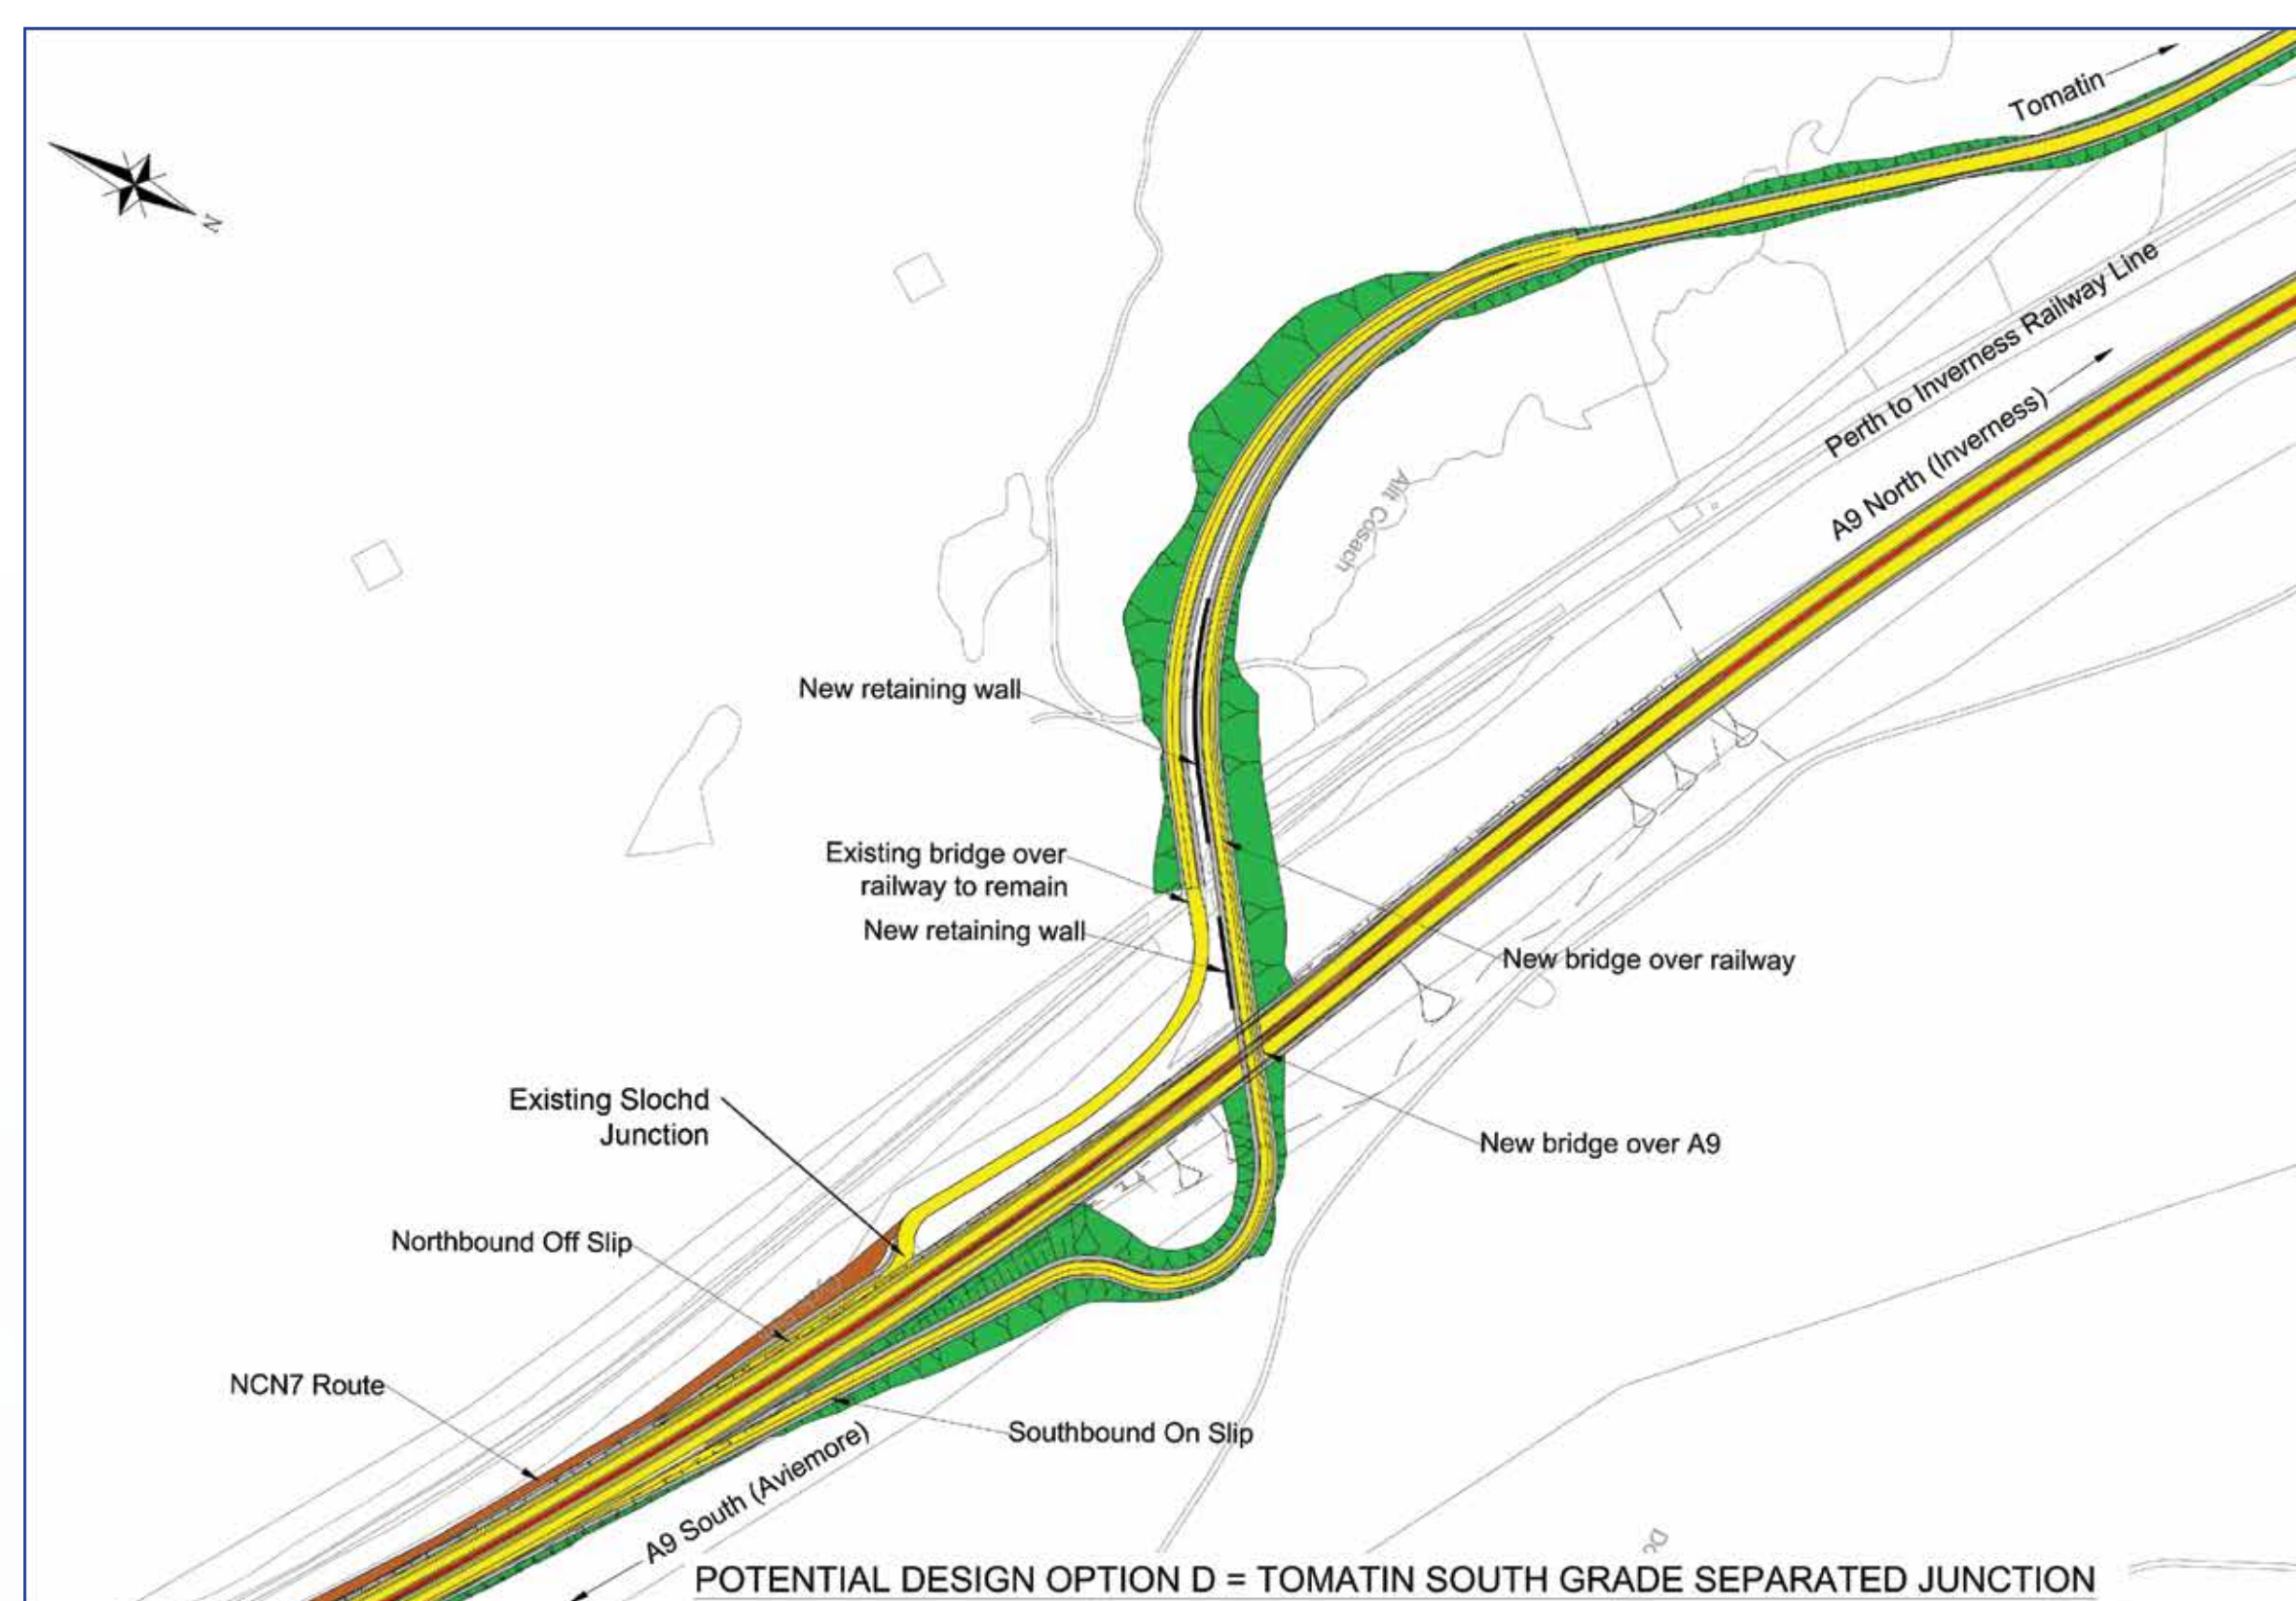 Tomatin
N
Perth to Inverness Railway Line
A9 North (Inverness)
Allt Cosach
New retaining wall
Existing bridge over
railway to remain
New retaining wall
New bridge over railway
Existing Slochd
Junction
New bridge over A9
Northbound Off Slip
NCN7 Route
Southbound On Slip
A9 South (Aviemore)
POTENTIAL DESIGN OPTION D = TOMATIN SOUTH GRADE SEPARATED JUNCTION